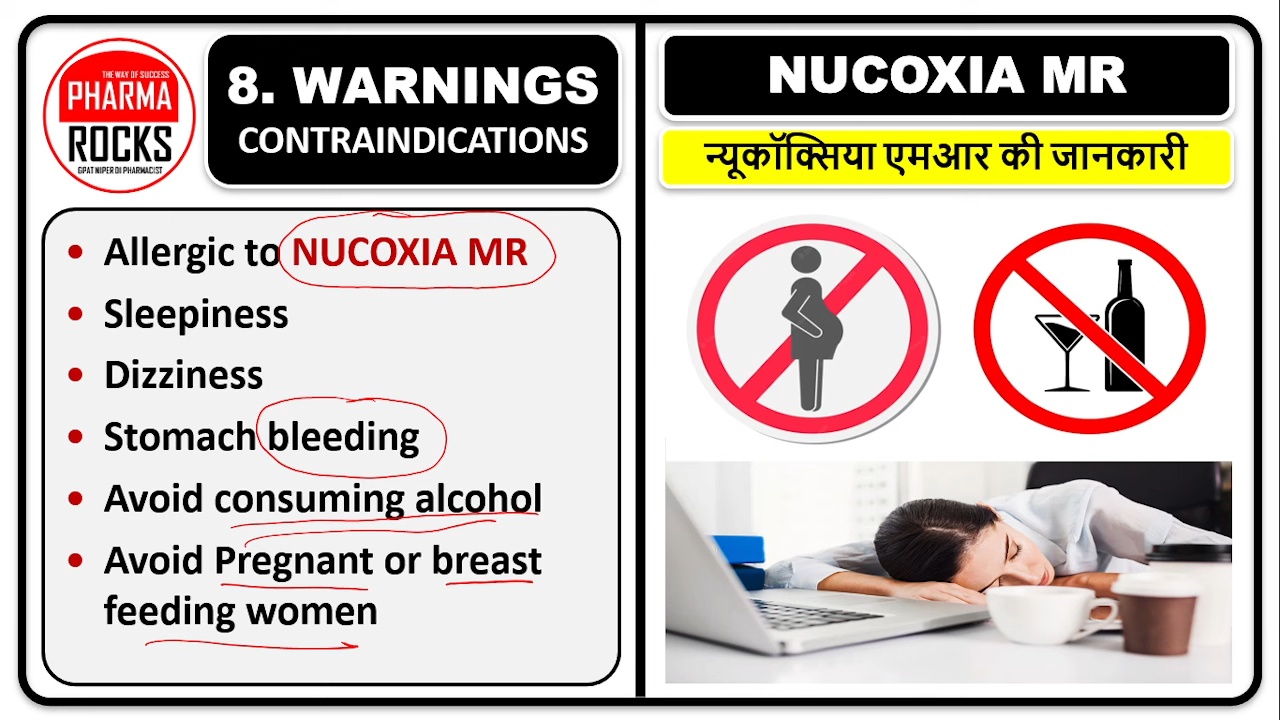 THE WAY OF SUCCESS
PHARMA
ROCKS
GPAT NIPER DI PHARMACIST
8. WARNINGS
CONTRAINDICATIONS
• Allergic to NUCOXIA MR
• Sleepiness
• Dizziness
• Stomach bleeding
• Avoid consuming alcohol
• Avoid Pregnant or breast
feeding women
NUCOXIA MR
न्यूकॉक्सिया एमआर की जानकारी